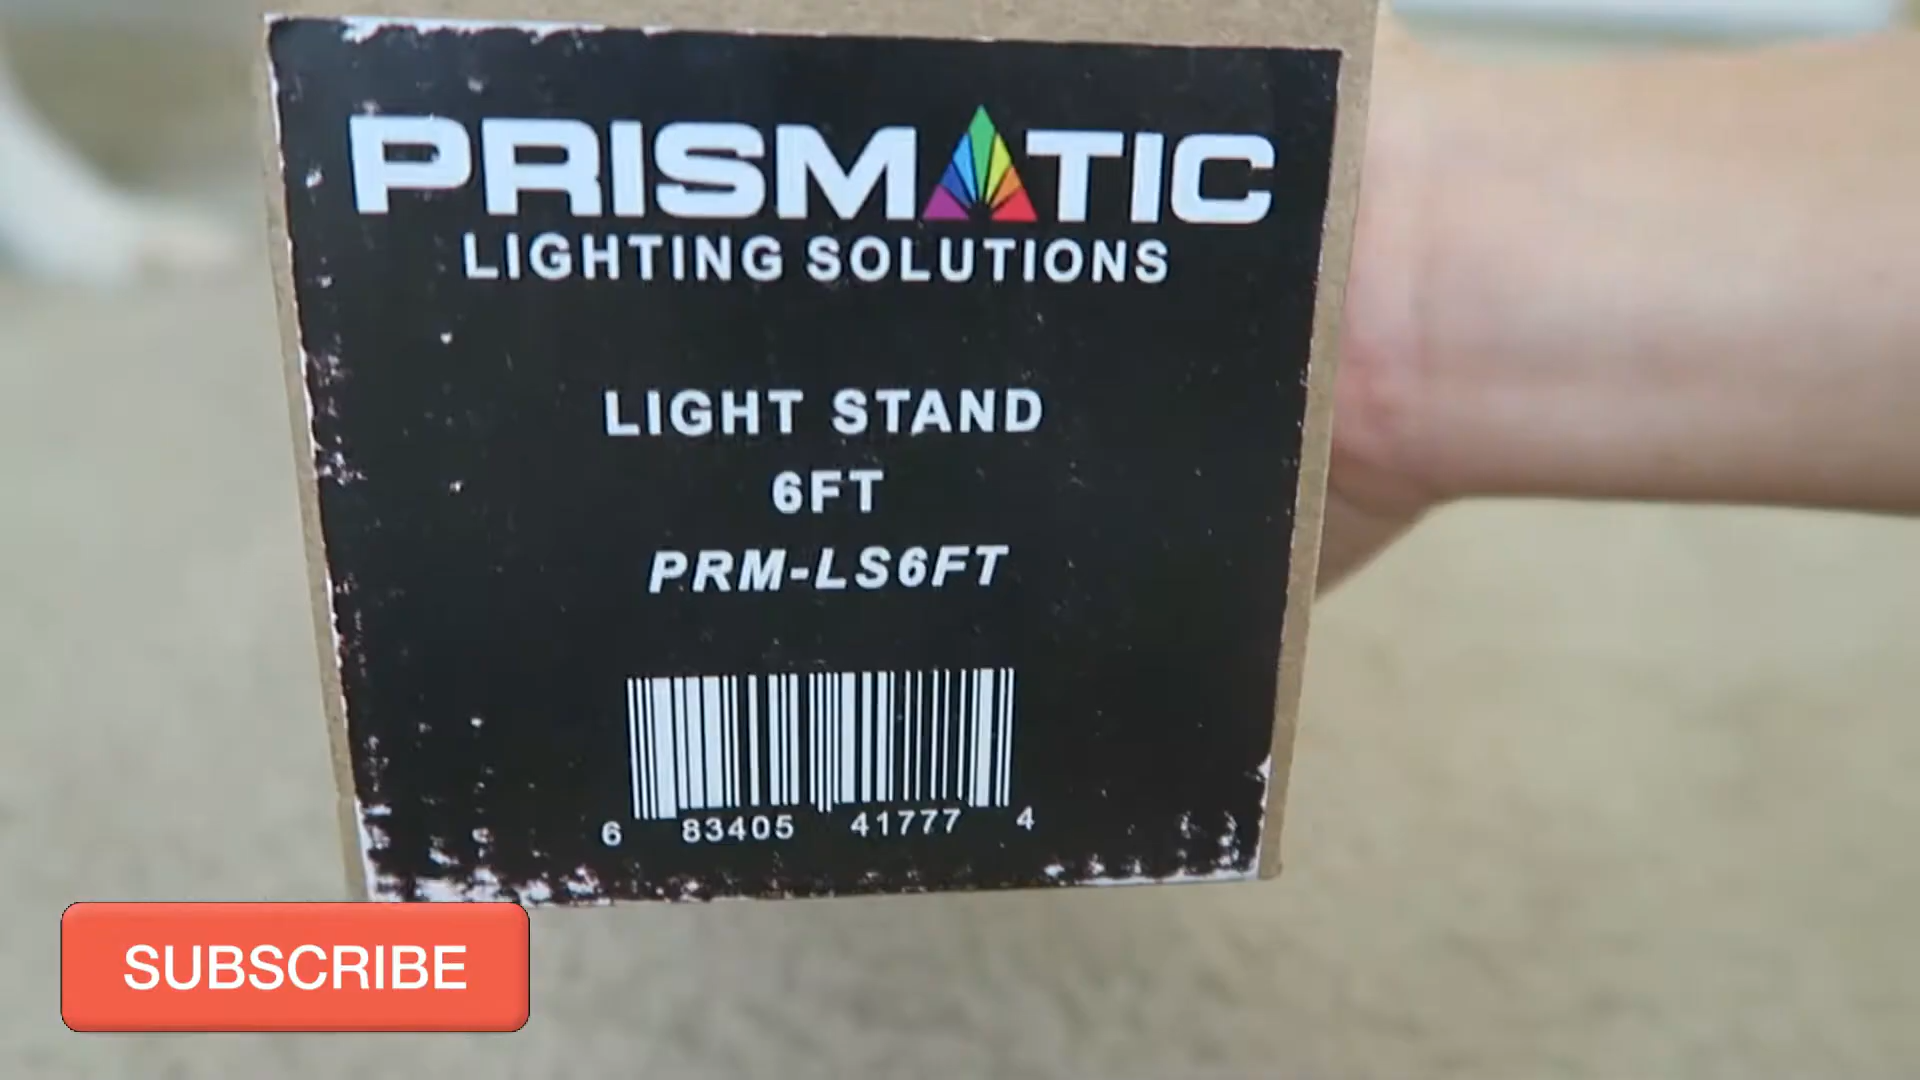 PRISMATIC
LIGHTING SOLUTIONS
LIGHT STAND
6FT
PRM-LS6FT
6 83405 41777 4
SUBSCRIBE